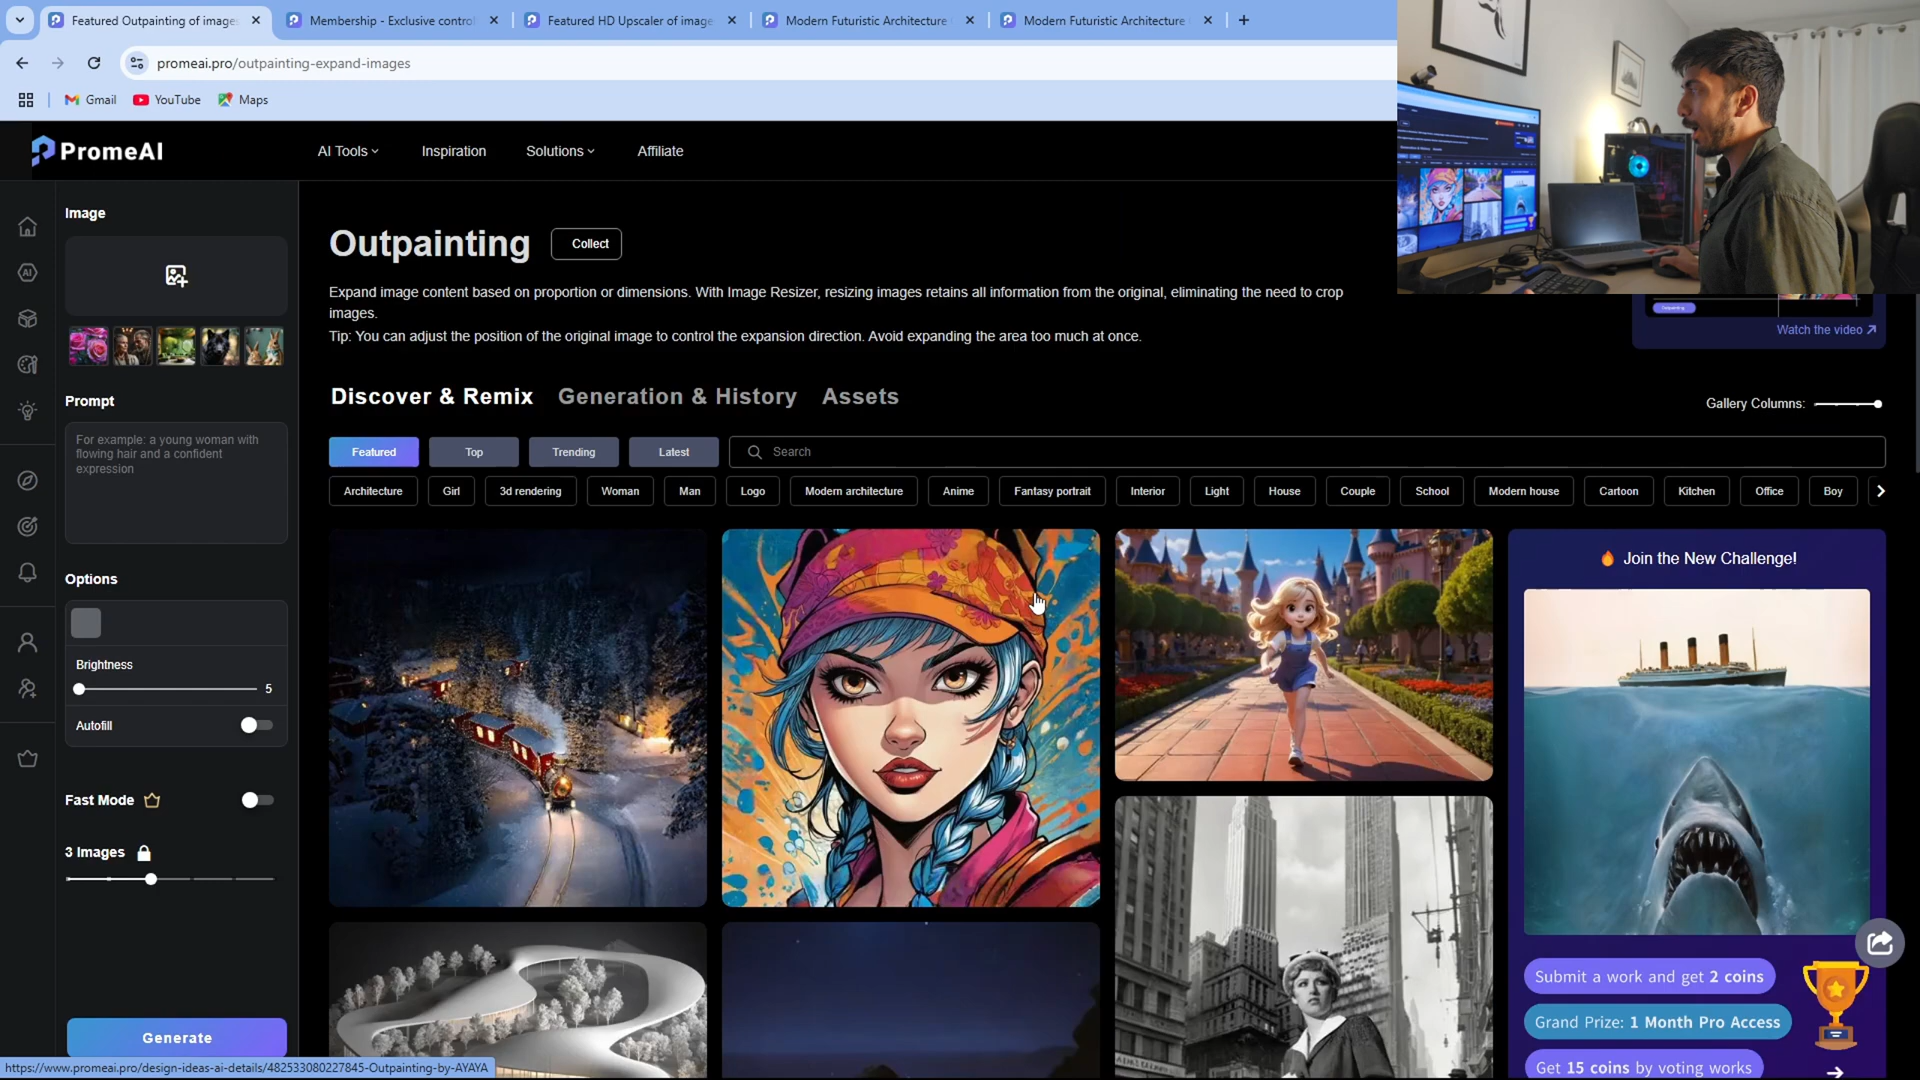 Featured Outpainting of images
Membership - Exclusive control
Featured HD Upscaler of image
Modern Futuristic Architecture
Modern Futuristic Architecture
promeai.pro/outpainting-expand-images
Gmail
YouTube
Maps
PromeAI
AI Tools
Inspiration
Solutions
Affiliate
Image
Outpainting
Collect
Expand image content based on proportion or dimensions. With Image Resizer, resizing images retains all information from the original, eliminating the need to crop
images.
Tip: You can adjust the position of the original image to control the expansion direction. Avoid expanding the area too much at once.
Watch the video
Prompt
For example: a young woman with
flowing hair and a confident
expression
Discover & Remix
Generation & History
Assets
Gallery Columns:
Featured
Top
Trending
Latest
Search
Architecture
Girl
3d rendering
Woman
Man
Logo
Modern architecture
Anime
Fantasy portrait
Interior
Light
House
Couple
School
Modern house
Cartoon
Kitchen
Office
Boy
Options
Brightness
5
Autofill
Fast Mode
3 Images
Generate
Join the New Challenge!
Submit a work and get 2 coins
Grand Prize: 1 Month Pro Access
Get 15 coins by voting works
https://www.promeai.pro/design-ideas-ai-details/482533080227845-Outpainting-by-AYAYA